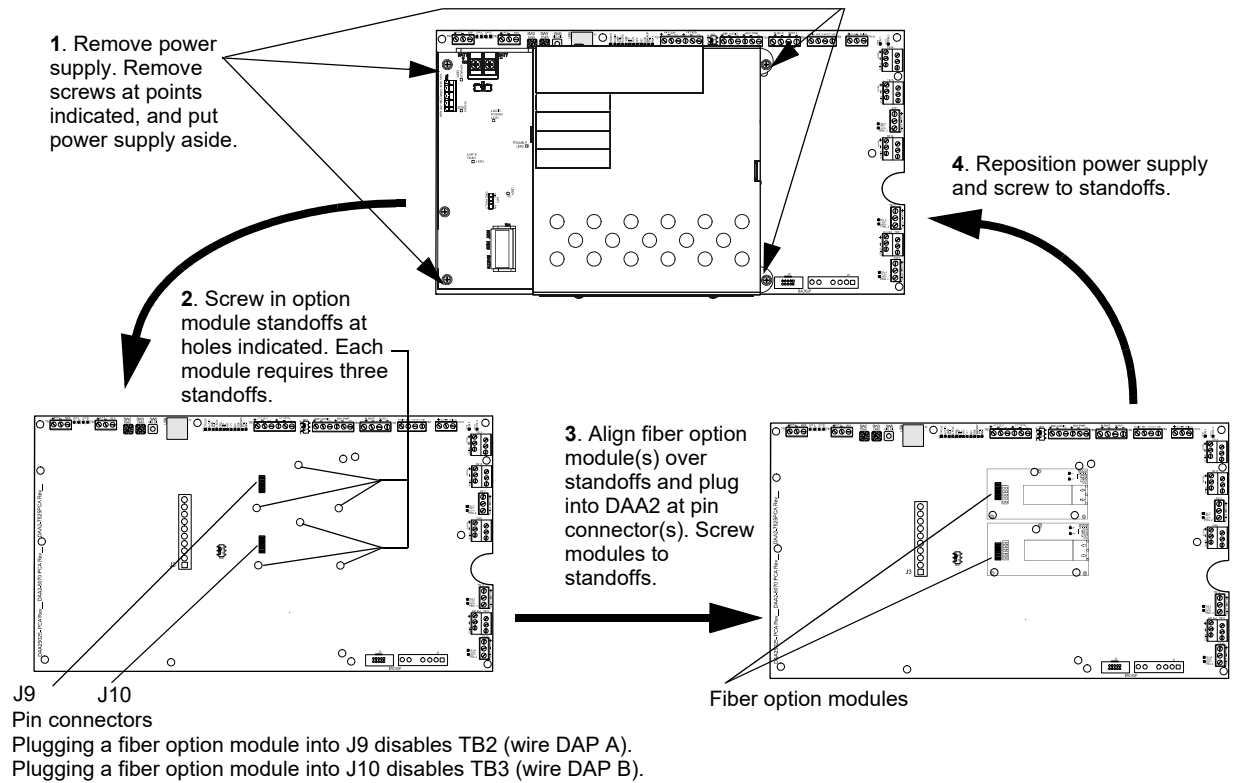 1. Remove power
supply. Remove
screws at points
indicated, and put
power supply aside.
4. Reposition power supply
and screw to standoffs.
2. Screw in option
module standoffs at
holes indicated. Each
module requires three
standoffs.
3. Align fiber option
module(s) over
standoffs and plug
into DAA2 at pin
connector(s). Screw
modules to
standoffs.
J3
J9 J10
Pin connectors
Plugging a fiber option module into J9 disables TB2 (wire DAP A).
Plugging a fiber option module into J10 disables TB3 (wire DAP B).
Fiber option modules